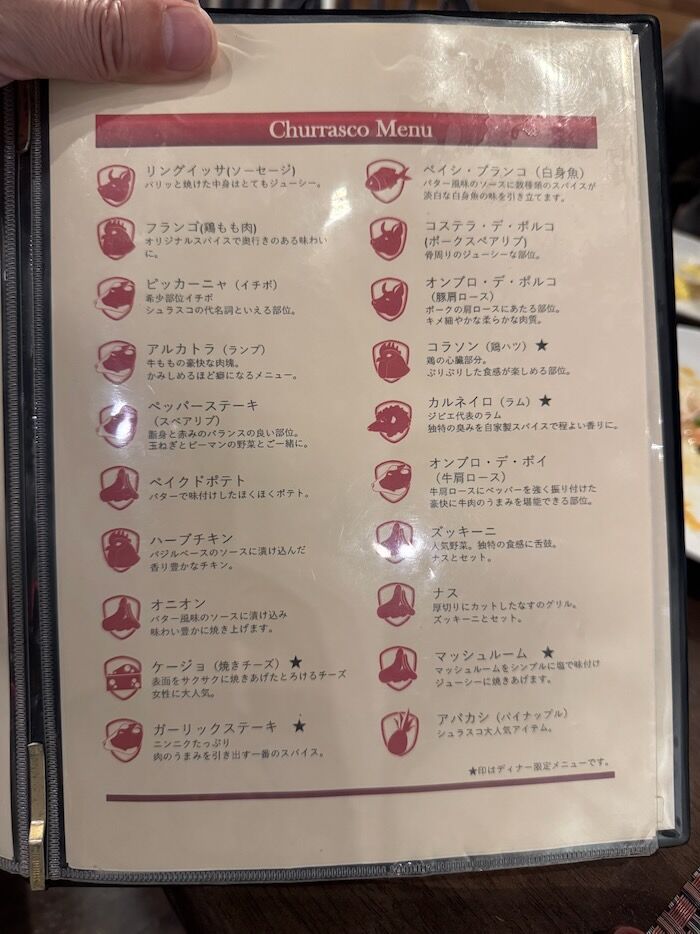 Churrasco Menu
リングイッサ(ソーセージ)
パリッと焼けた中身はとてもジューシー。
フランゴ(鶏もも肉)
オリジナルスパイスで奥行きのある味わい
に。
ピッカーニャ（イチボ）
希少部位イチボ
シュラスコの代名詞といえる部位。
アルカトラ（ランプ）
牛ももの豪快な肉塊。
かみしめるほど癖になるメニュー。
ペッパーステーキ
（スペアリブ）
脂身と赤みのバランスの良い部位。
玉ねぎとピーマンの野菜とご一緒に。
ベイクドポテト
バターで味付けしたほくほくポテト。
ハーブチキン
バジルベースのソースに漬け込んだ
香り豊かなチキン。
オニオン
バター風味のソースに漬け込み
味わい豊かに焼き上げます。
ケージョ（焼きチーズ）★
表面をサクサクに焼きあげたとろけるチーズ
女性に大人気。
ガーリックステーキ ★
ニンニクたっぷり
肉のうまみを引き出す一番のスパイス。
ペイシ・ブランコ（白身魚）
バター風味のソースに数種類のスパイスが
淡白な白身魚の味を引き立てます。
コステラ・デ・ポルコ
(ポークスペアリブ)
骨周りのジューシーな部位。
オンブロ・デ・ポルコ
（豚肩ロース）
ポークの肩ロースにあたる部位。
キメ細やかな柔らかな肉質。
コラソン（鶏ハツ）★
鶏の心臓部分。
ぷりぷりした食感が楽しめる部位。
カルネイロ（ラム）★
ジビエ代表のラム
独特の臭みを自家製スパイスで程よい香りに。
オンブロ・デ・ボイ
（牛肩ロース）
牛肩ロースにペッパーを強く振り付けた
豪快に牛肉のうまみを堪能できる部位。
ズッキーニ
人気野菜。独特の食感に舌鼓。
ナスとセット。
ナス
厚切りにカットしたなすのグリル。
ズッキーニとセット。
マッシュルーム ★
マッシュルームをシンプルに塩で味付け
ジューシーに焼きあげます。
アバカシ（パイナップル）
シュラスコ大人気アイテム。
★印はディナー限定メニューです。